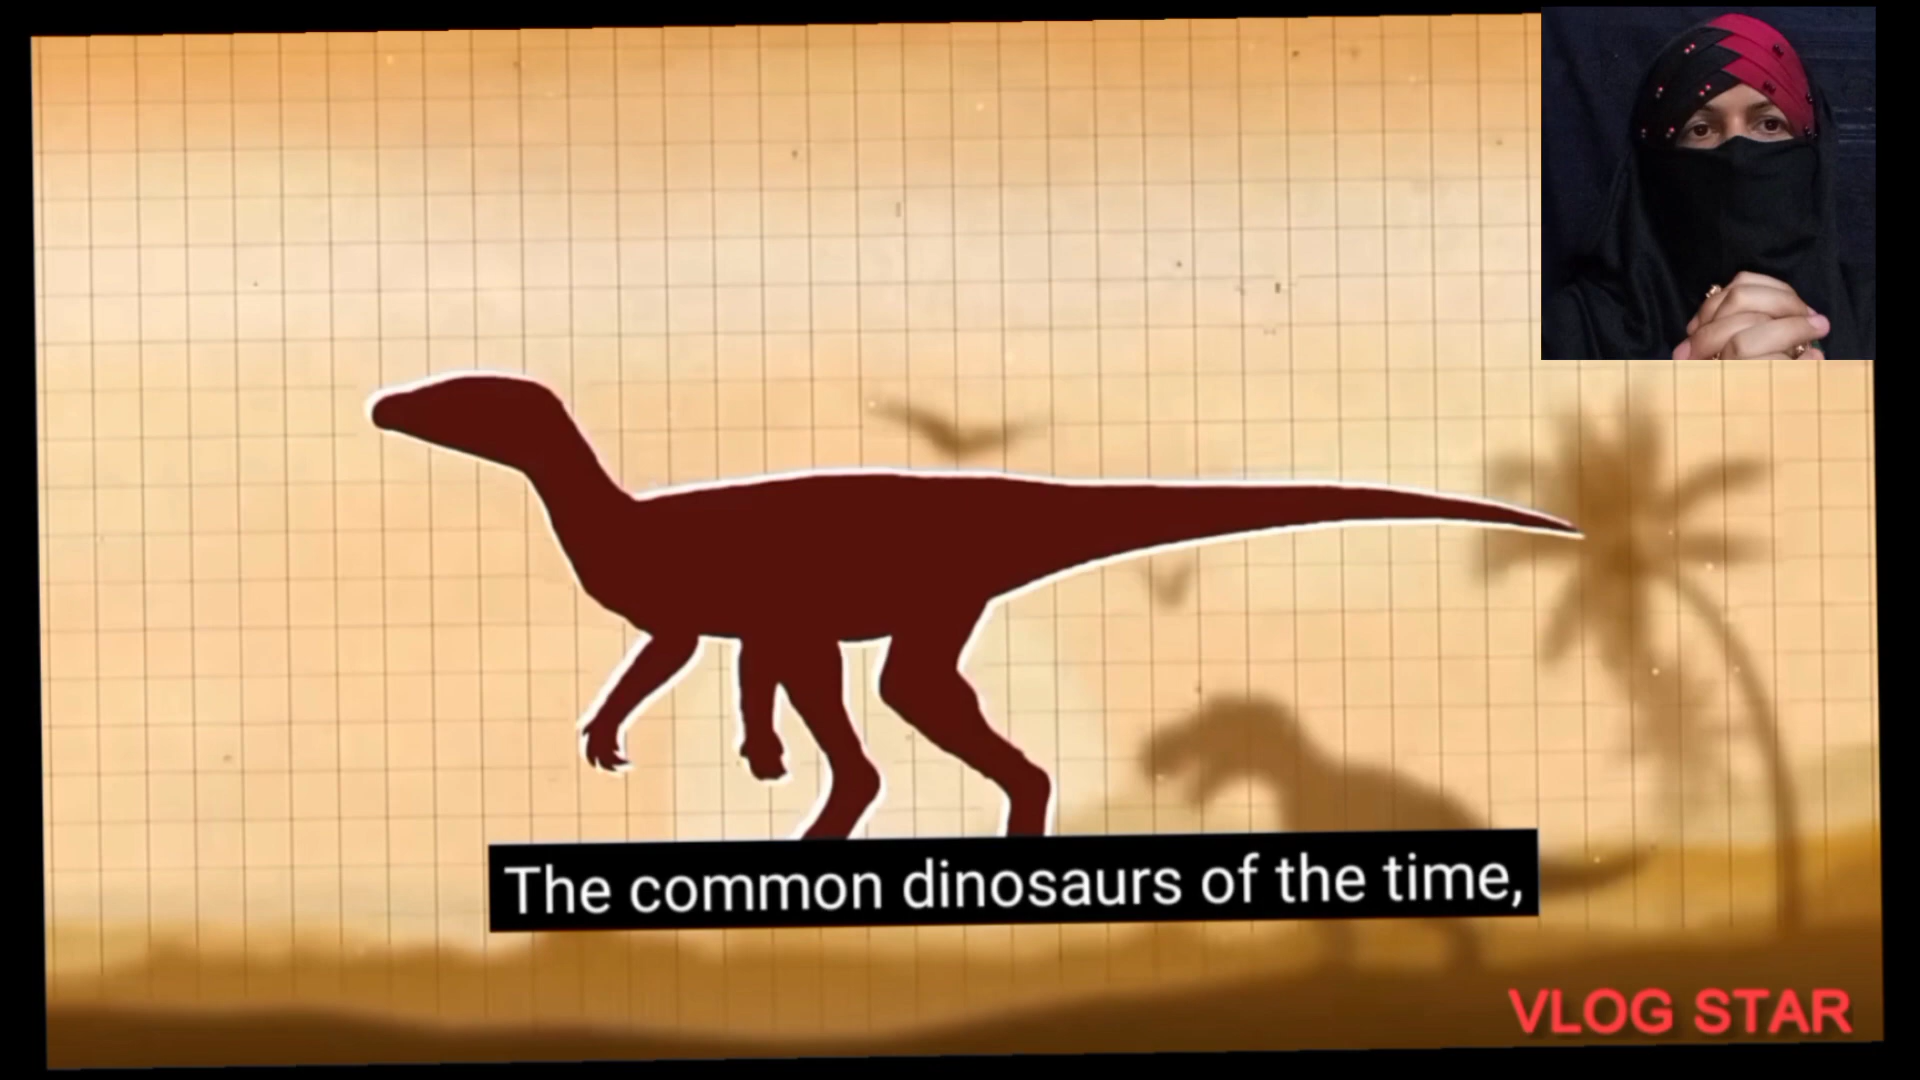 The common dinosaurs of the time,
VLOG STAR